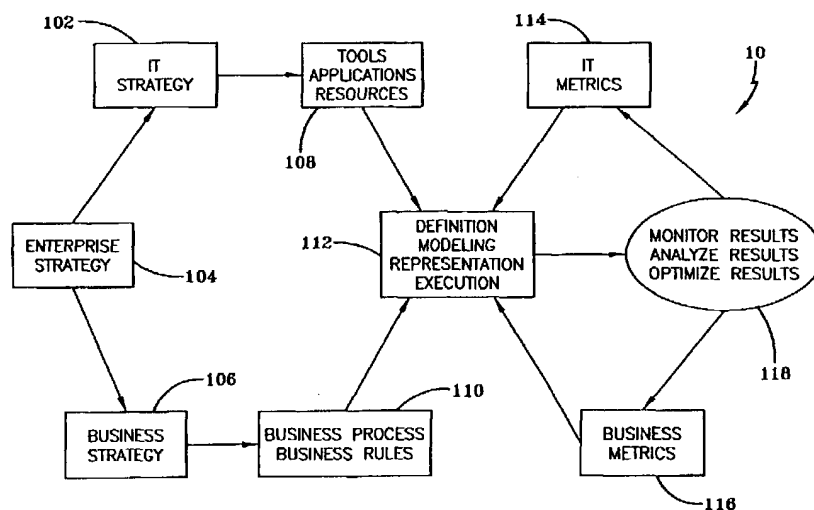 102
IT
STRATEGY
TOOLS
APPLICATIONS
RESOURCES
108
114
IT
METRICS
10
ENTERPRISE
STRATEGY
104
112
DEFINITION
MODELING
REPRESENTATION
EXECUTION
MONITOR RESULTS
ANALYZE RESULTS
OPTIMIZE RESULTS
118
106
BUSINESS
STRATEGY
110
BUSINESS PROCESS
BUSINESS RULES
BUSINESS
METRICS
116